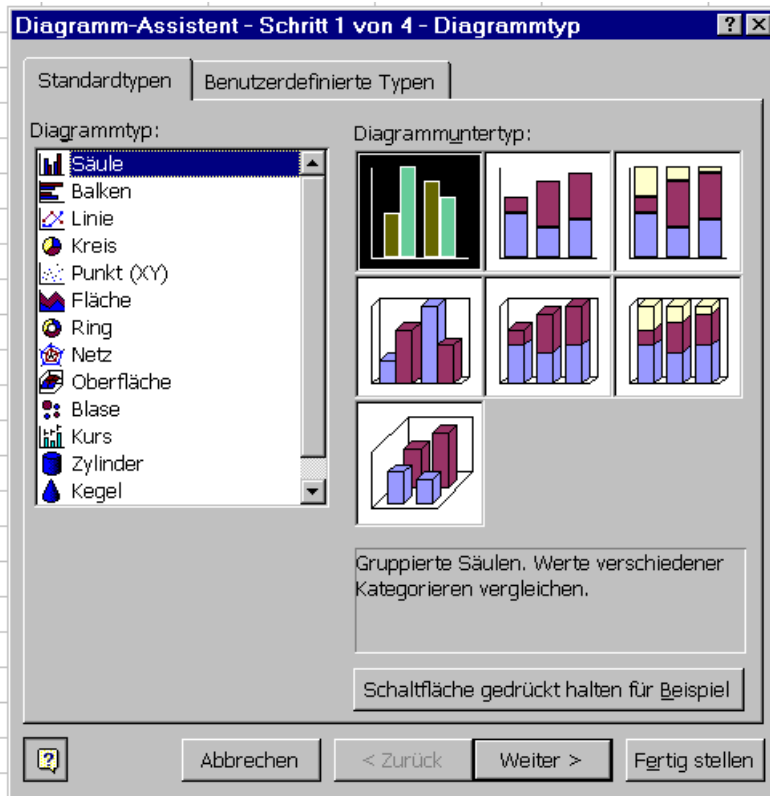 Diagramm-Assistent - Schritt 1 von 4 - Diagrammtyp
Standardtypen
Benutzerdefinierte Typen
Diagrammtyp:
Säule
Balken
Linie
Kreis
Punkt (XY)
Fläche
Ring
Netz
Oberfläche
Blase
Kurs
Zylinder
Kegel
Diagrammuntertyp:
Gruppierte Säulen. Werte verschiedener
Kategorieren vergleichen.
Schaltfläche gedrückt halten für Beispiel
Abbrechen
< Zurück
Weiter >
Fertig stellen